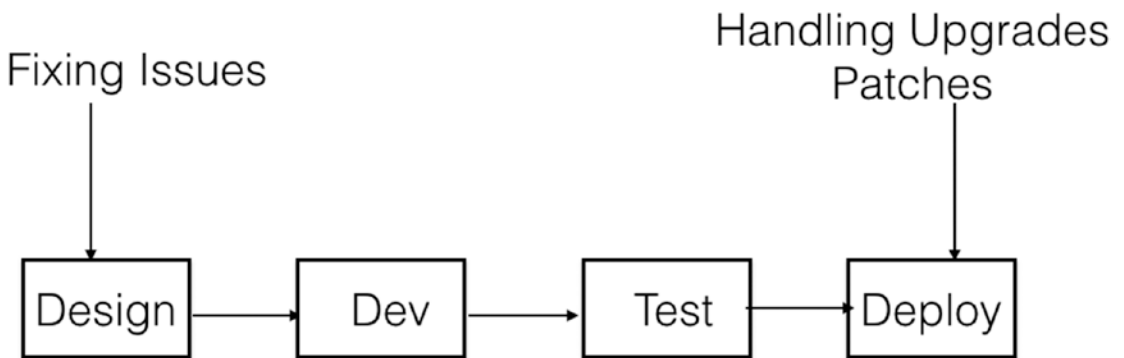 Handling Upgrades
Patches
Fixing Issues
Design
Dev
Test
Deploy